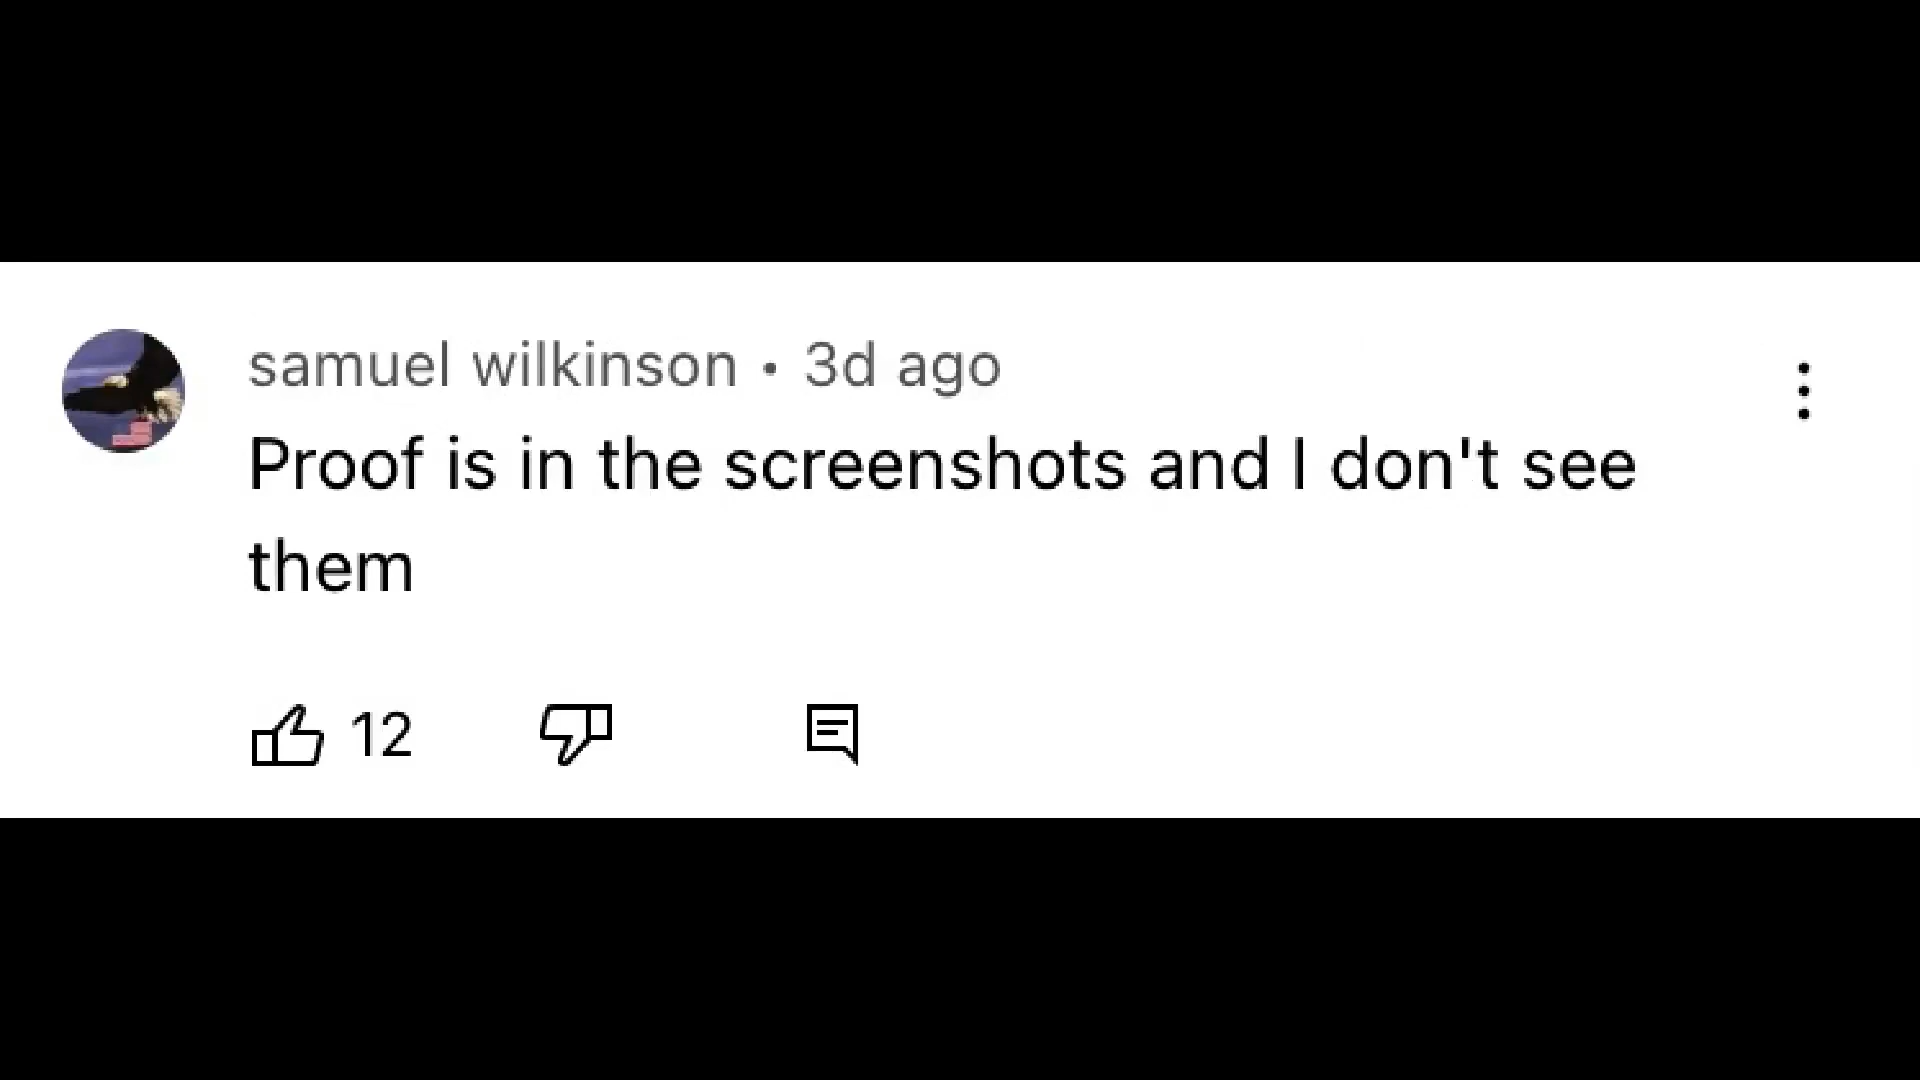 samuel wilkinson • 3d ago
Proof is in the screenshots and I don't see
them
12